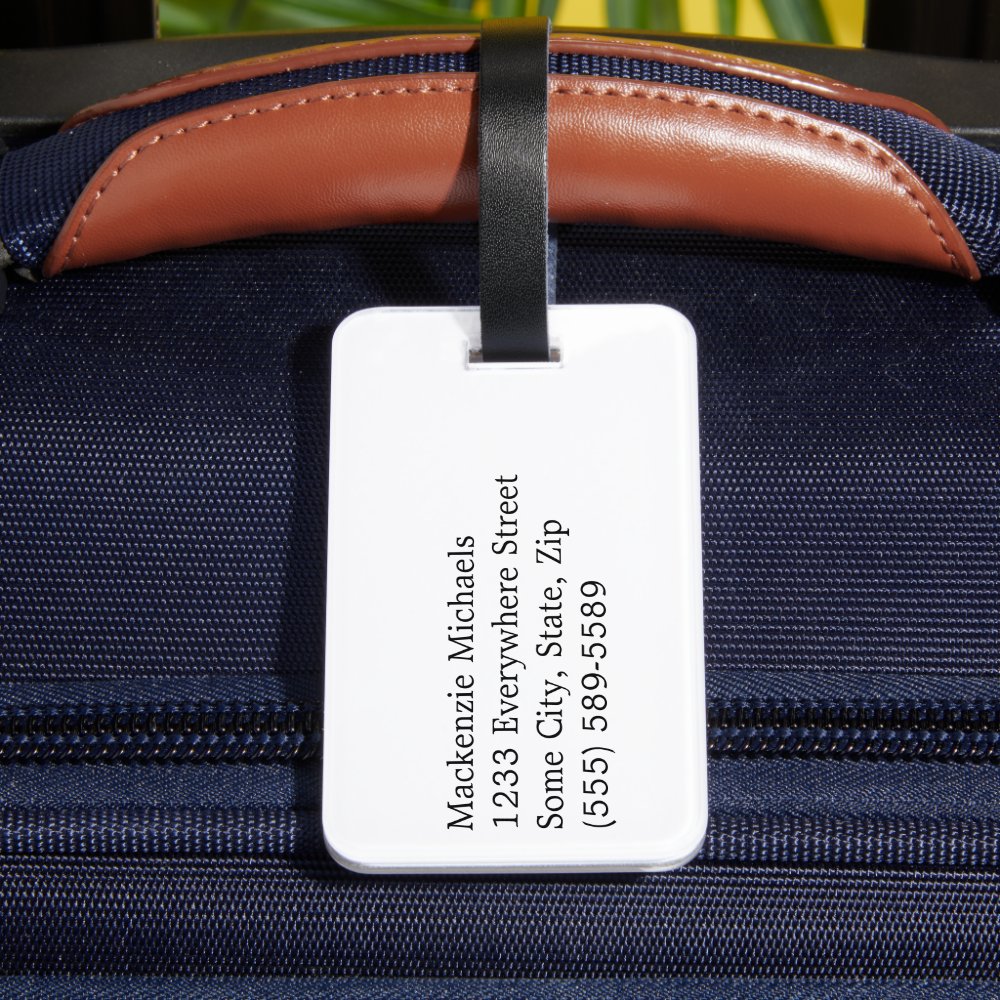 Mackenzie Michaels
1233 Everywhere Street
Some City, State, Zip
(555) 589-5589